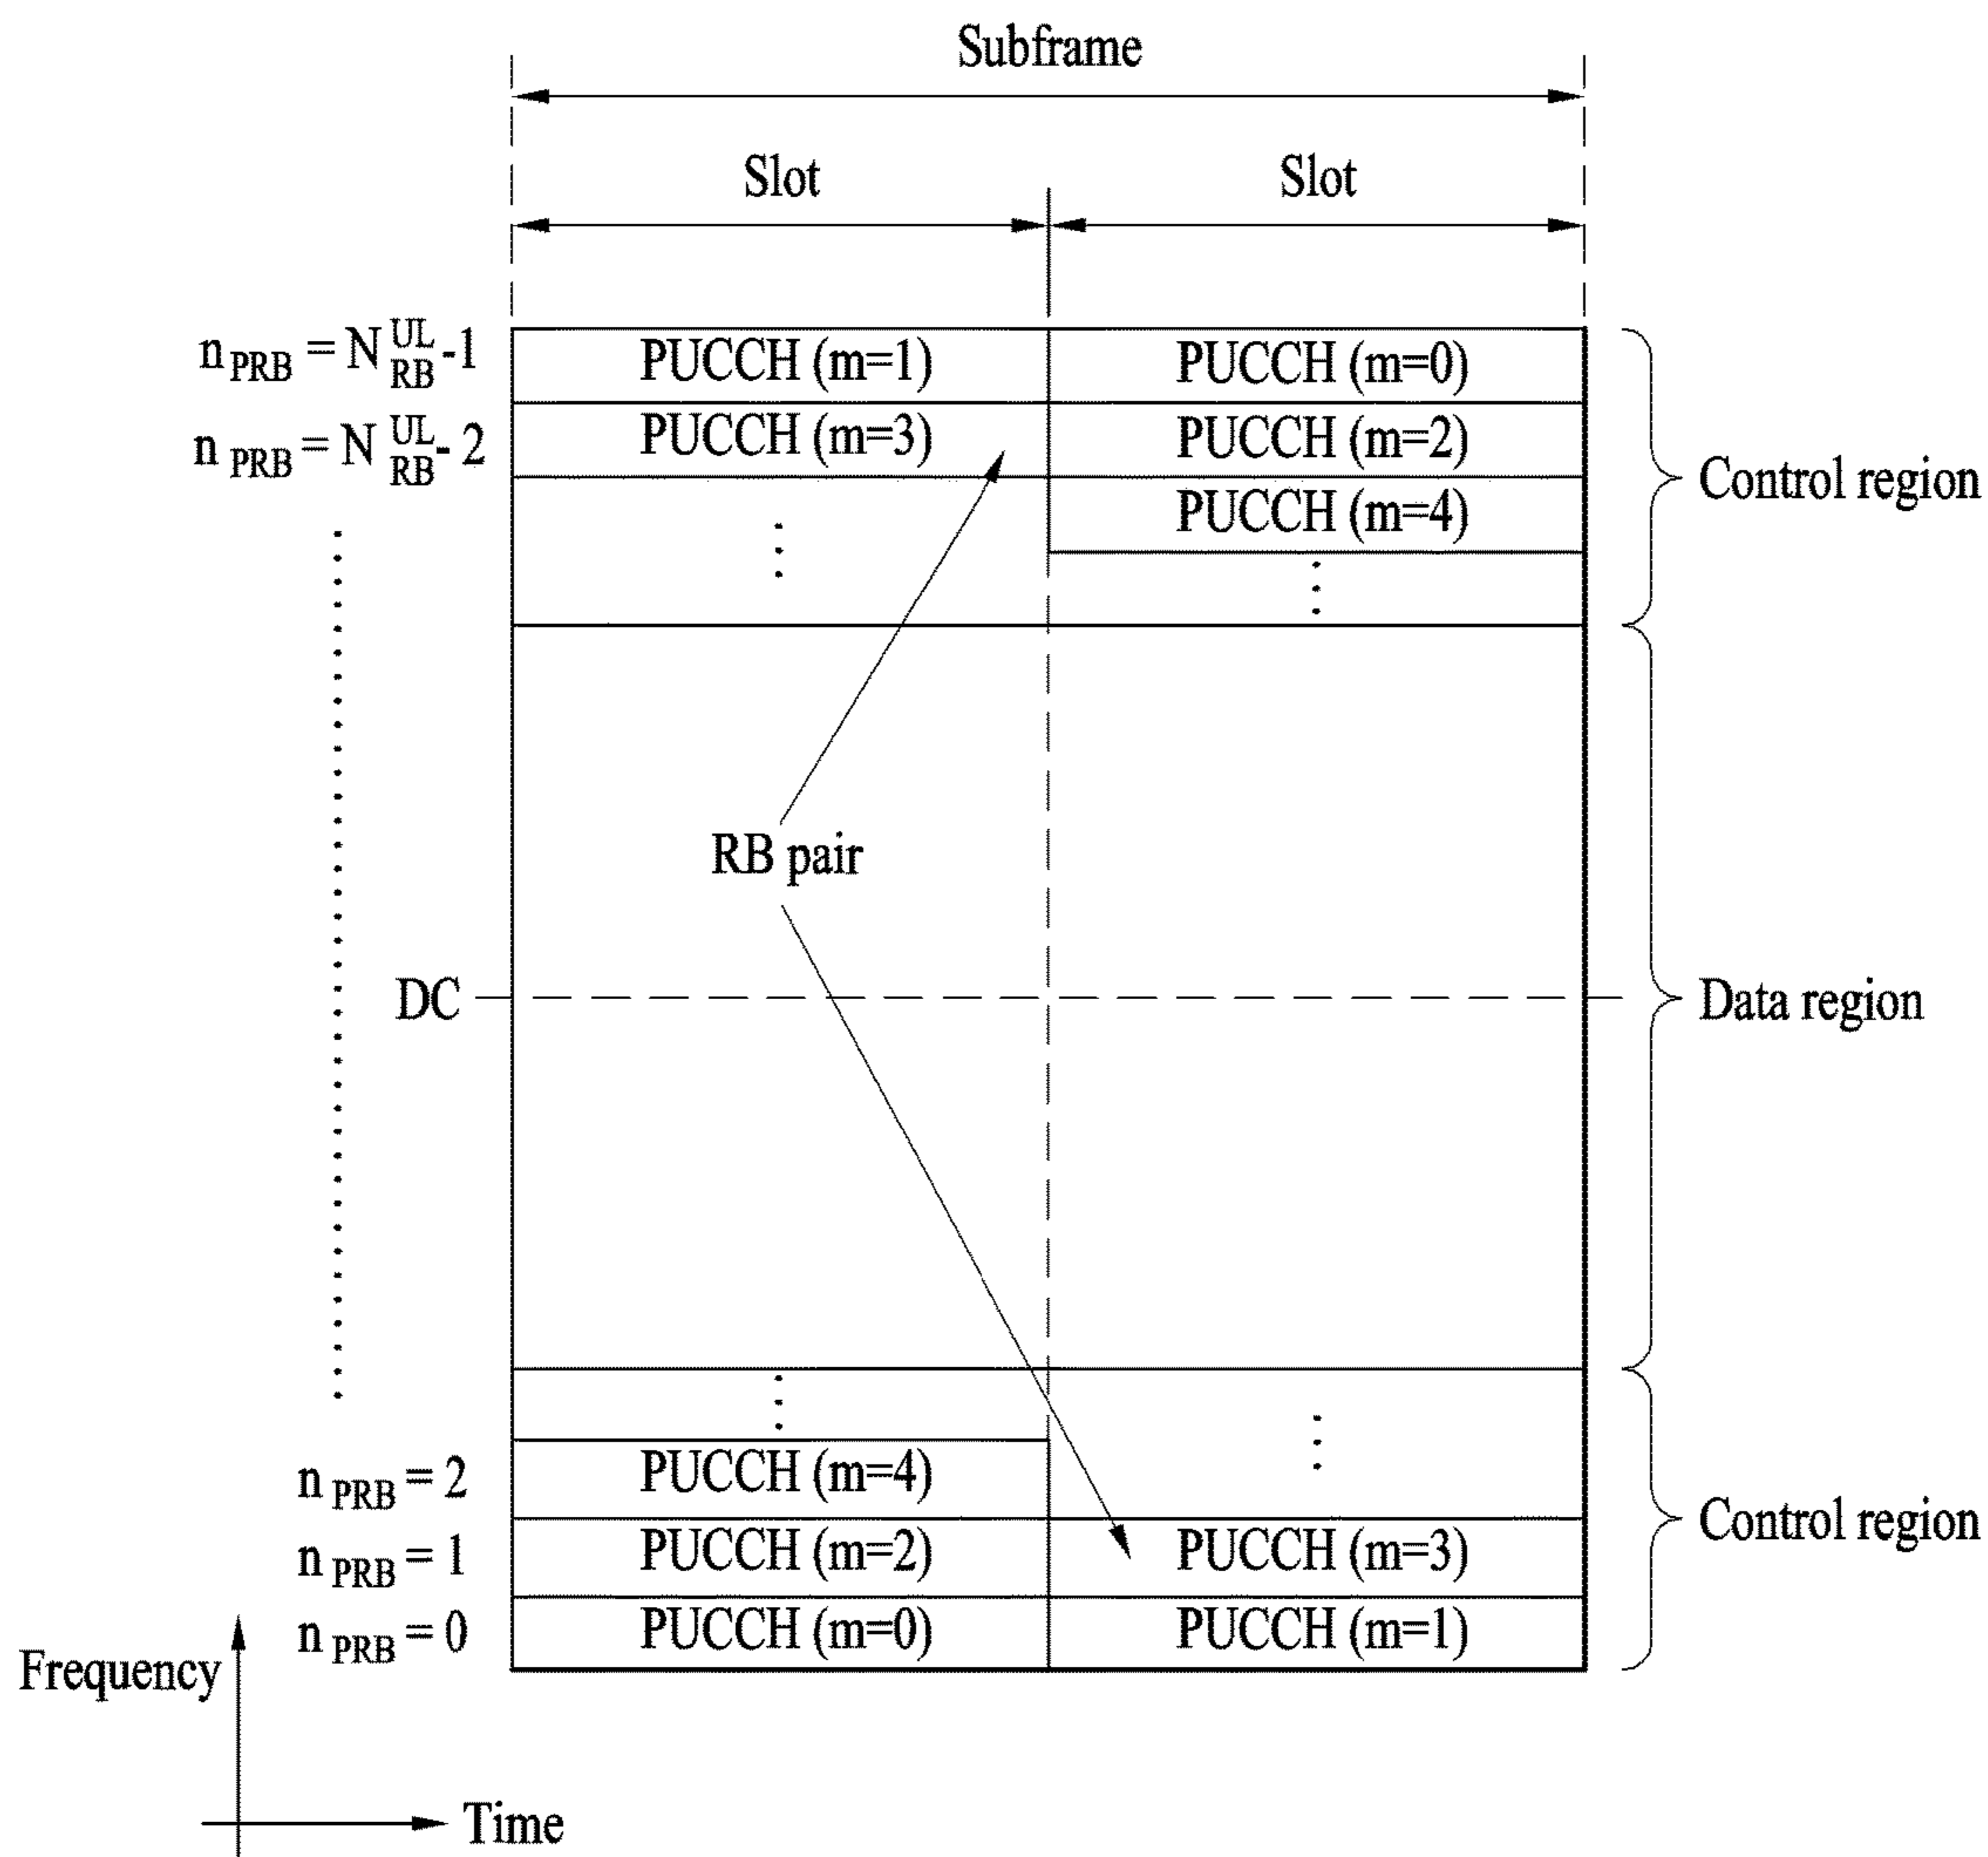 Subframe
Slot Slot
n PRB = N UL RB -1 PUCCH (m=1) PUCCH (m=0)
n PRB = N UL RB - 2 PUCCH (m=3) PUCCH (m=2)
Control region
PUCCH (m=4)
RB pair
DC
Data region
n PRB = 2 PUCCH (m=4)
Control region
n PRB = 1 PUCCH (m=2) PUCCH (m=3)
n PRB = 0 PUCCH (m=0) PUCCH (m=1)
Frequency
Time